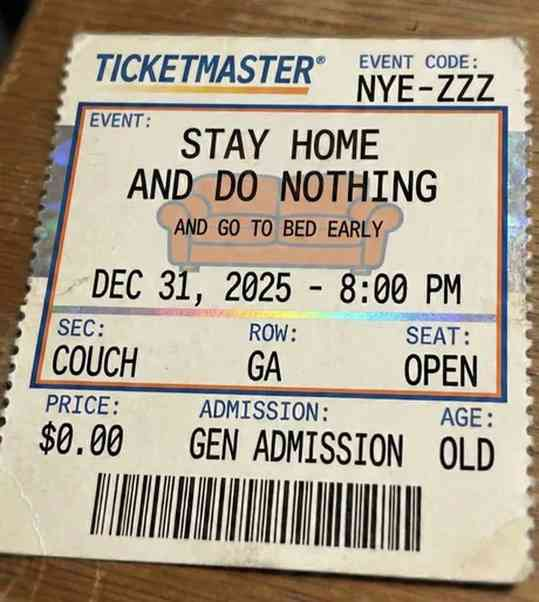 TICKETMASTER®
EVENT CODE:
NYE-ZZZ
EVENT:
STAY HOME
AND DO NOTHING
AND GO TO BED EARLY
DEC 31, 2025 - 8:00 PM
SEC: ROW: SEAT:
COUCH GA OPEN
PRICE: ADMISSION: AGE:
$0.00 GEN ADMISSION OLD